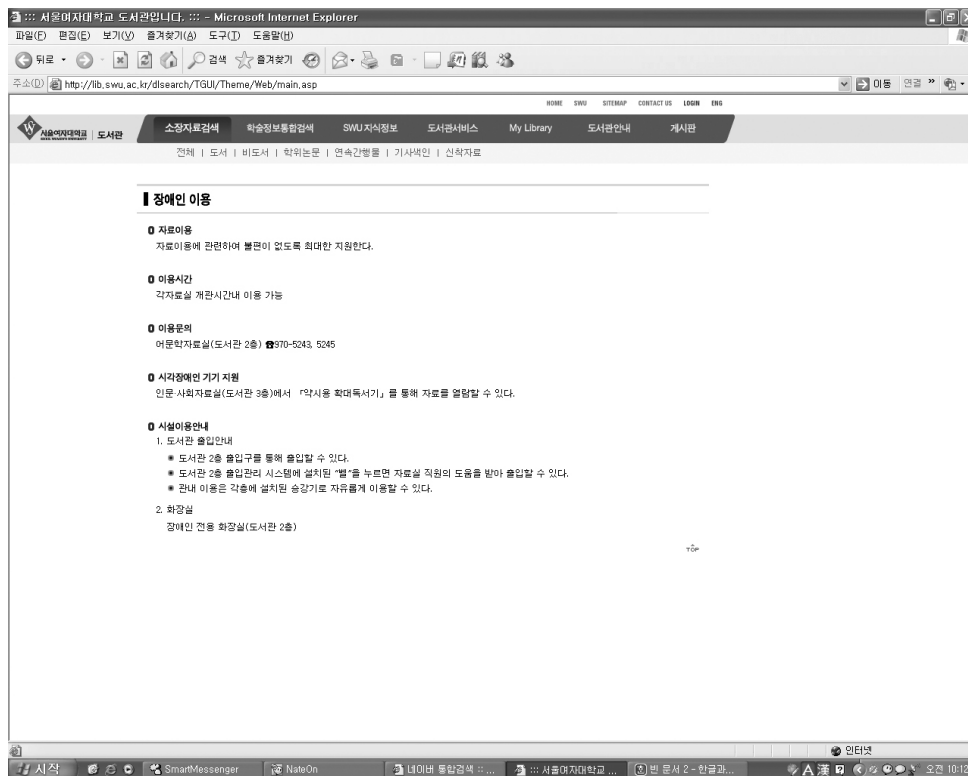 ::: 서울여자대학교 도서관입니다. ::: - Microsoft Internet Explorer
파일(F) 편집(E) 보기(V) 즐겨찾기(A) 도구(T) 도움말(H)
뒤로 검색 즐겨찾기
주소(D) http://lib.swu.ac.kr/dlsearch/TGUI/Theme/Web/main.asp 이동 연결 »
HOME SWU SITEMAP CONTACT US LOGIN ENG
서울여자대학교 도서관 소장자료검색 학술정보통합검색 SWU 지식정보 도서관서비스 My Library 도서관안내 게시판
전체 | 도서 | 비도서 | 학위논문 | 연속간행물 | 기사색인 | 신착자료
장애인 이용
자료이용
자료이용에 관련하여 불편이 없도록 최대한 지원한다.
이용시간
각자료실 개관시간내 이용 가능
이용문의
어문학자료실(도서관 2층) ☎970-5243, 5245
시각장애인 기기 지원
인문·사회자료실(도서관 3층)에서 「약시용 확대독서기」를 통해 자료를 열람할 수 있다.
시설이용안내
1. 도서관 출입안내
도서관 2층 출입구를 통해 출입할 수 있다.
도서관 2층 출입관리 시스템에 설치된 "벨"을 누르면 자료실 직원의 도움을 받아 출입할 수 있다.
관내 이용은 각층에 설치된 승강기로 자유롭게 이용할 수 있다.
2. 화장실
장애인 전용 화장실(도서관 2층)
TOP
인터넷
시작 SmartMessenger NateOn 네이버 통합검색 :: ... ::: 서울여자대학교 ... 빈 문서 2 - 한글과... A 漢 오전 10:12